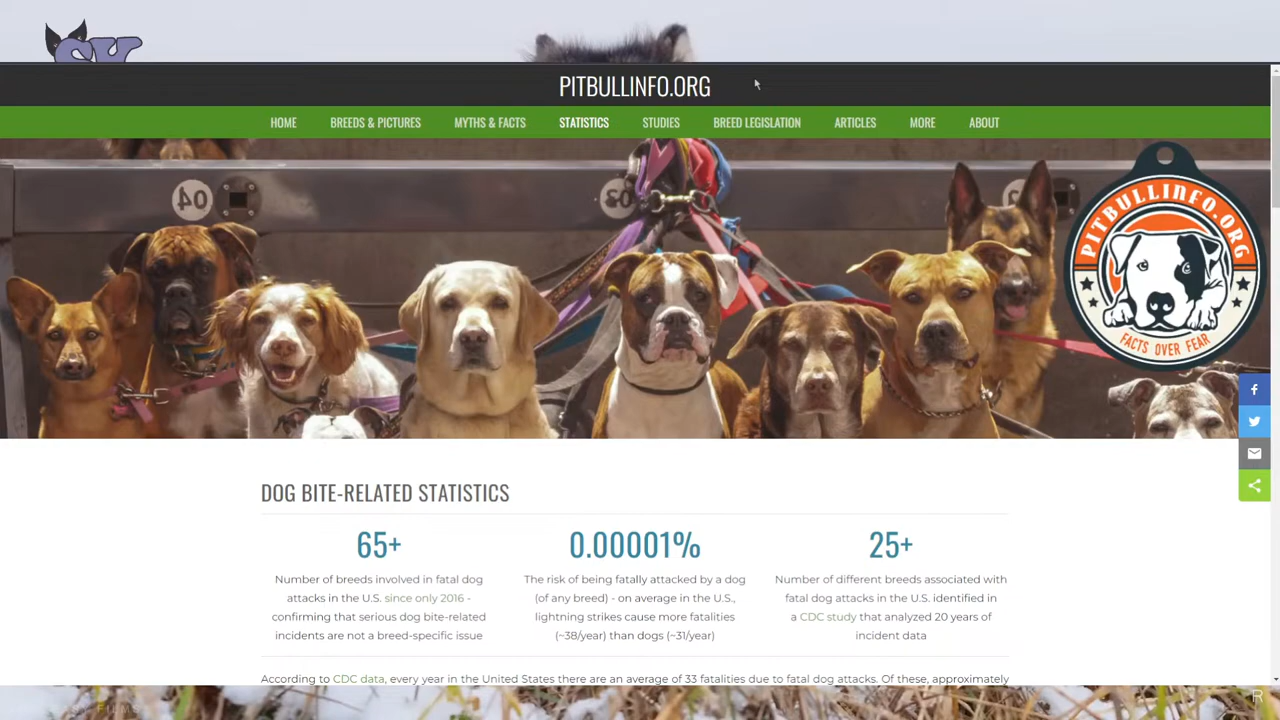 SV
PITBULLINFO.ORG
HOME BREEDS & PICTURES MYTHS & FACTS STATISTICS STUDIES BREED LEGISLATION ARTICLES MORE ABOUT
04
02
PITBULLINFO.ORG
FACTS OVER FEAR
DOG BITE-RELATED STATISTICS
65+
Number of breeds involved in fatal dog
attacks in the U.S. since only 2016 -
confirming that serious dog bite-related
incidents are not a breed-specific issue
0.00001%
The risk of being fatally attacked by a dog
(of any breed) - on average in the U.S.,
lightning strikes cause more fatalities
(~38/year) than dogs (~31/year)
25+
Number of different breeds associated with
fatal dog attacks in the U.S. identified in
a CDC study that analyzed 20 years of
incident data
According to CDC data, every year in the United States there are an average of 33 fatalities due to fatal dog attacks. Of these, approximately
FILMS
R